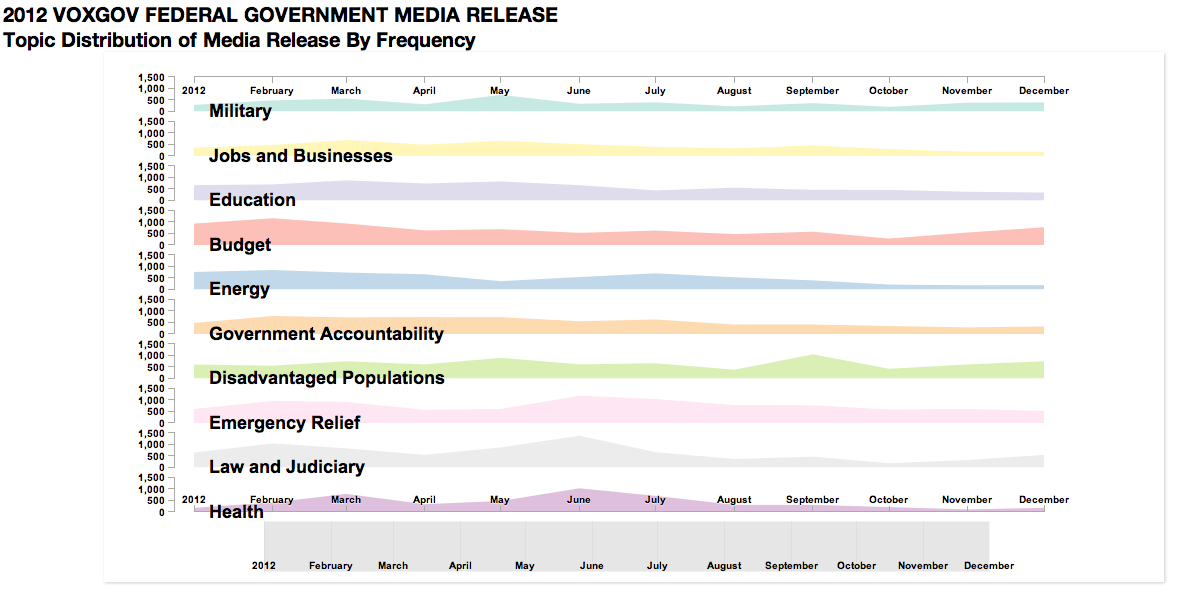 2012 VOXGOV FEDERAL GOVERNMENT MEDIA RELEASE
Topic Distribution of Media Release By Frequency
1,500
1,000
500
0
2012 February March April May June July August September October November December
Military
1,500
1,000
500
0
Jobs and Businesses
1,500
1,000
500
0
Education
1,500
1,000
500
0
Budget
1,500
1,000
500
0
Energy
1,500
1,000
500
0
Government Accountability
1,500
1,000
500
0
Disadvantaged Populations
1,500
1,000
500
0
Emergency Relief
1,500
1,000
500
0
Law and Judiciary
1,500
1,000
500
0
2012 February March April May June July August September October November December
Health
2012 February March April May June July August September October November December